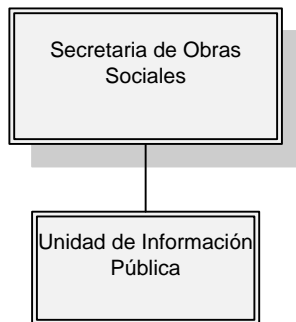 Secretaria de Obras
Sociales
Unidad de Información
Pública